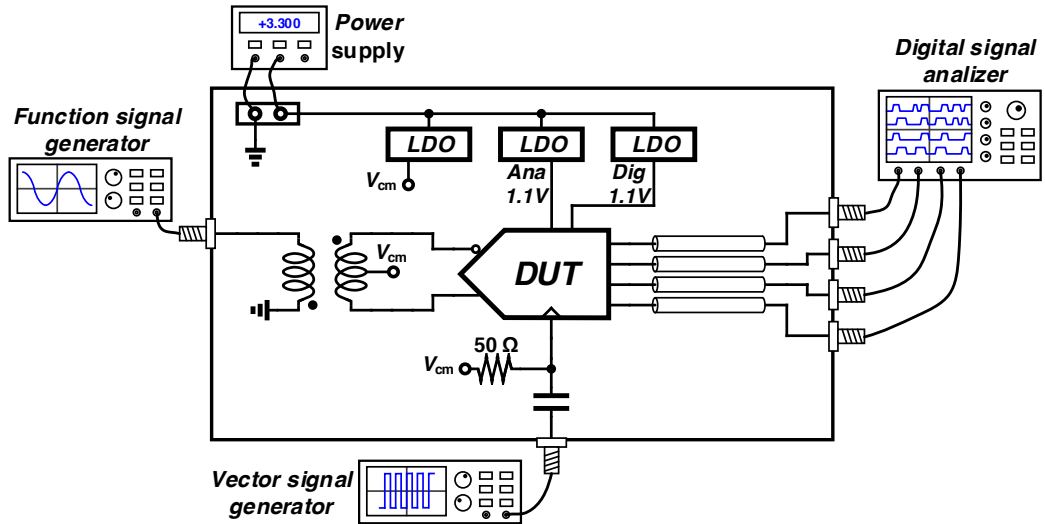 +3.300
Power
supply
Digital signal
analizer
Function signal
generator
LDO
LDO
LDO
Vcm
Ana
1.1V
Dig
1.1V
Vcm
DUT
50 Ω
Vcm
Vector signal
generator